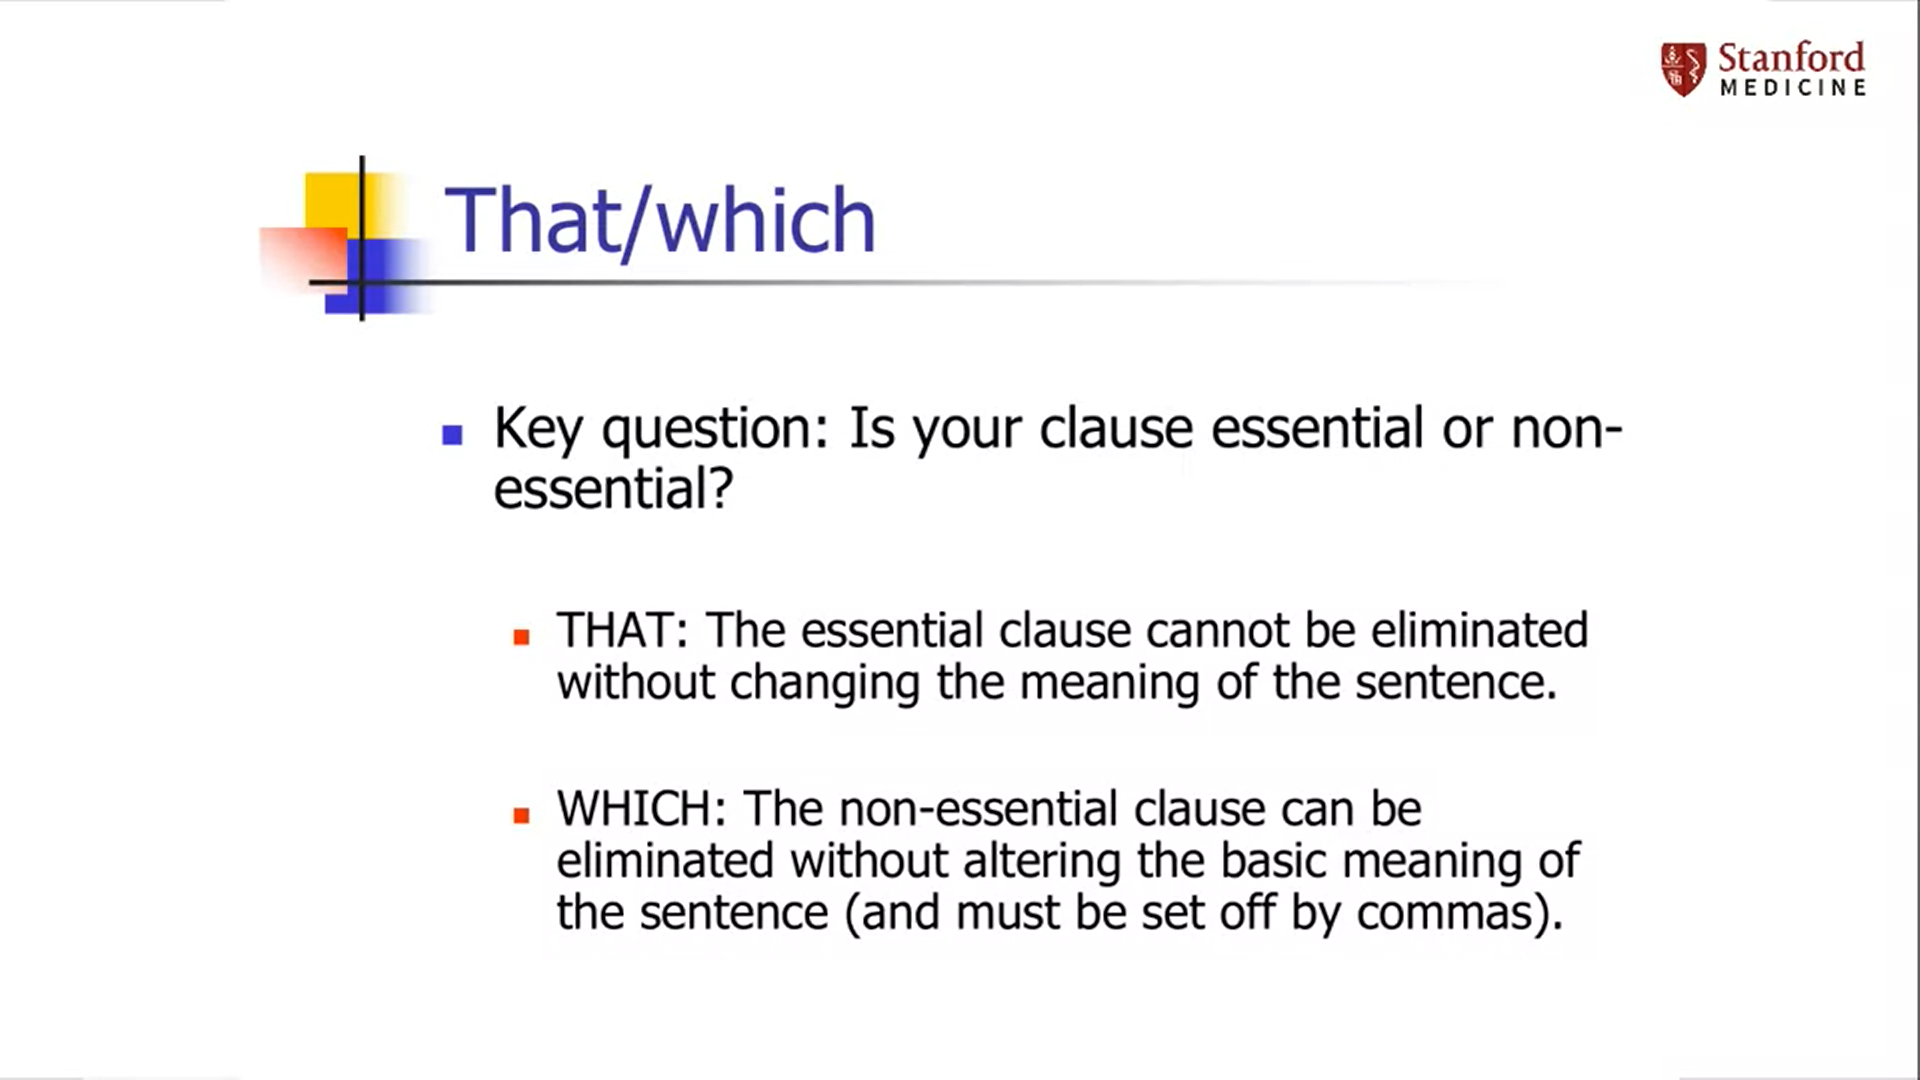 Stanford
MEDICINE
That/which
Key question: Is your clause essential or non-
essential?
THAT: The essential clause cannot be eliminated
without changing the meaning of the sentence.
WHICH: The non-essential clause can be
eliminated without altering the basic meaning of
the sentence (and must be set off by commas).